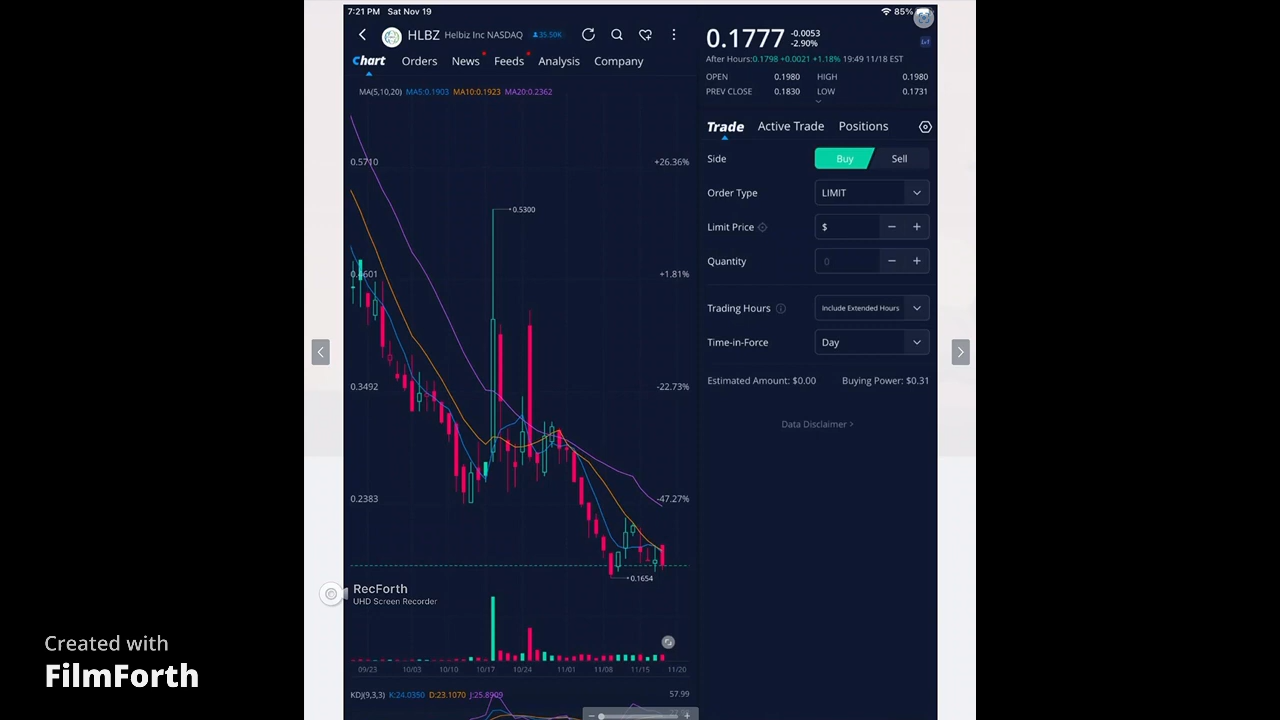 7:21 PM Sat Nov 19
85%
HLBZ Helbiz Inc NASDAQ 35.50K
Chart Orders News Feeds Analysis Company
MA(5,10,20) MA5:0.1903 MA10:0.1923 MA20:0.2362
0.5710 +26.36%
0.5300
0.4601 +1.81%
0.3492 -22.73%
0.2383 -47.27%
0.1654
RecForth
UHD Screen Recorder
09/23 10/03 10/10 10/17 10/24 11/01 11/08 11/15 11/20
KDJ(9,3,3) K:24.0350 D:23.1070 J:25.8909 57.99
0.1777 -0.0053
-2.90%
After Hours:0.1798 +0.0021 +1.18% 19:49 11/18 EST
OPEN 0.1980 HIGH 0.1980
PREV CLOSE 0.1830 LOW 0.1731
Trade Active Trade Positions
Side Buy Sell
Order Type LIMIT
Limit Price $ − +
Quantity 0 − +
Trading Hours Include Extended Hours
Time-in-Force Day
Estimated Amount: $0.00 Buying Power: $0.31
Data Disclaimer >
Created with
FilmForth